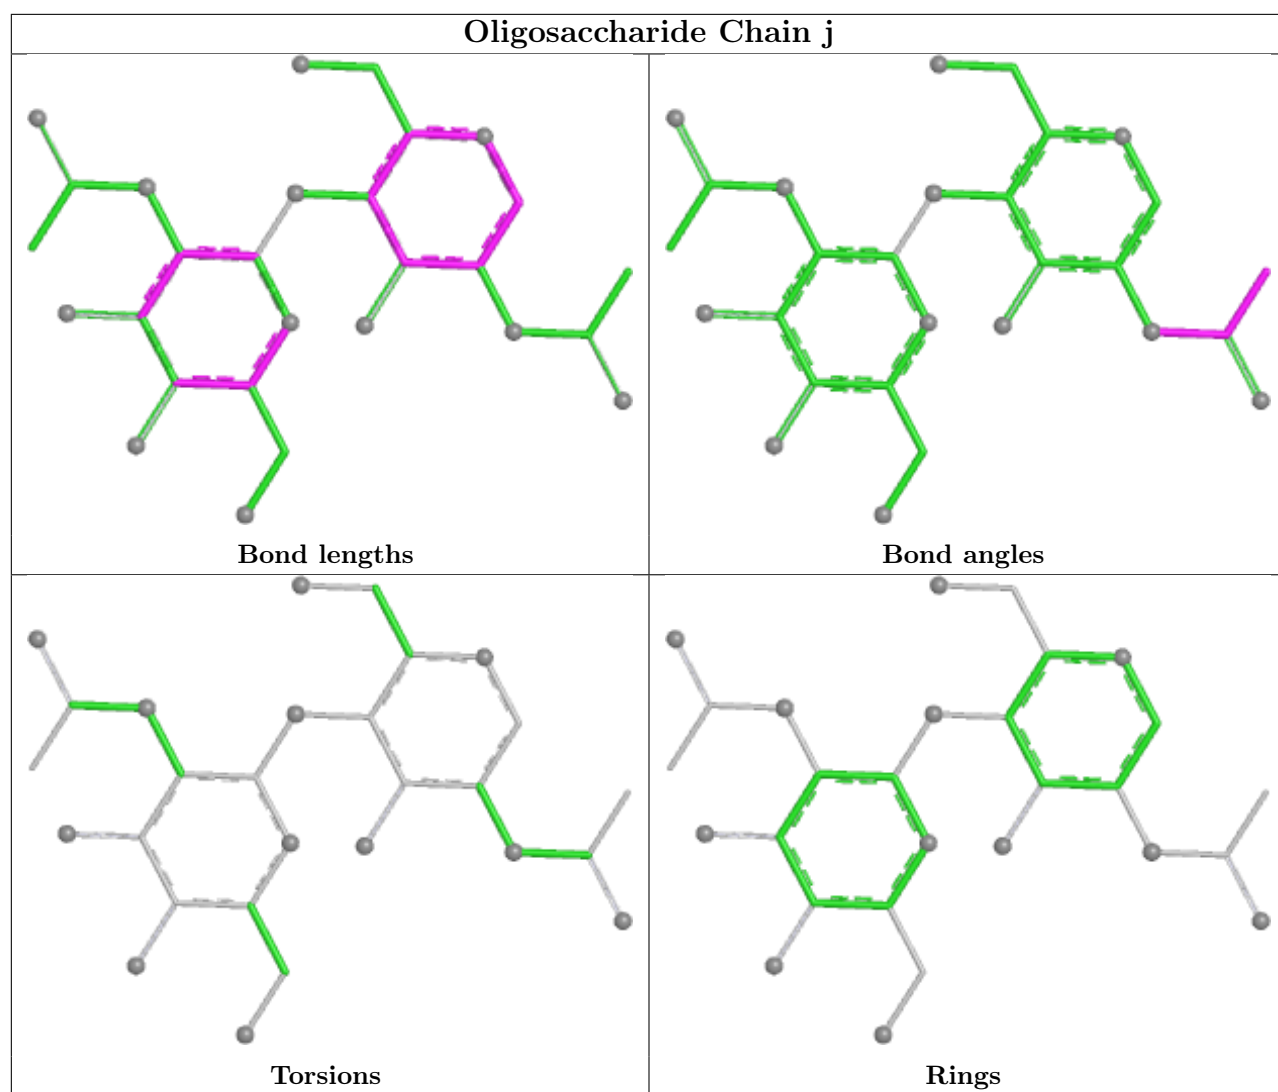 Oligosaccharide Chain j
Bond lengths
Bond angles
Torsions
Rings